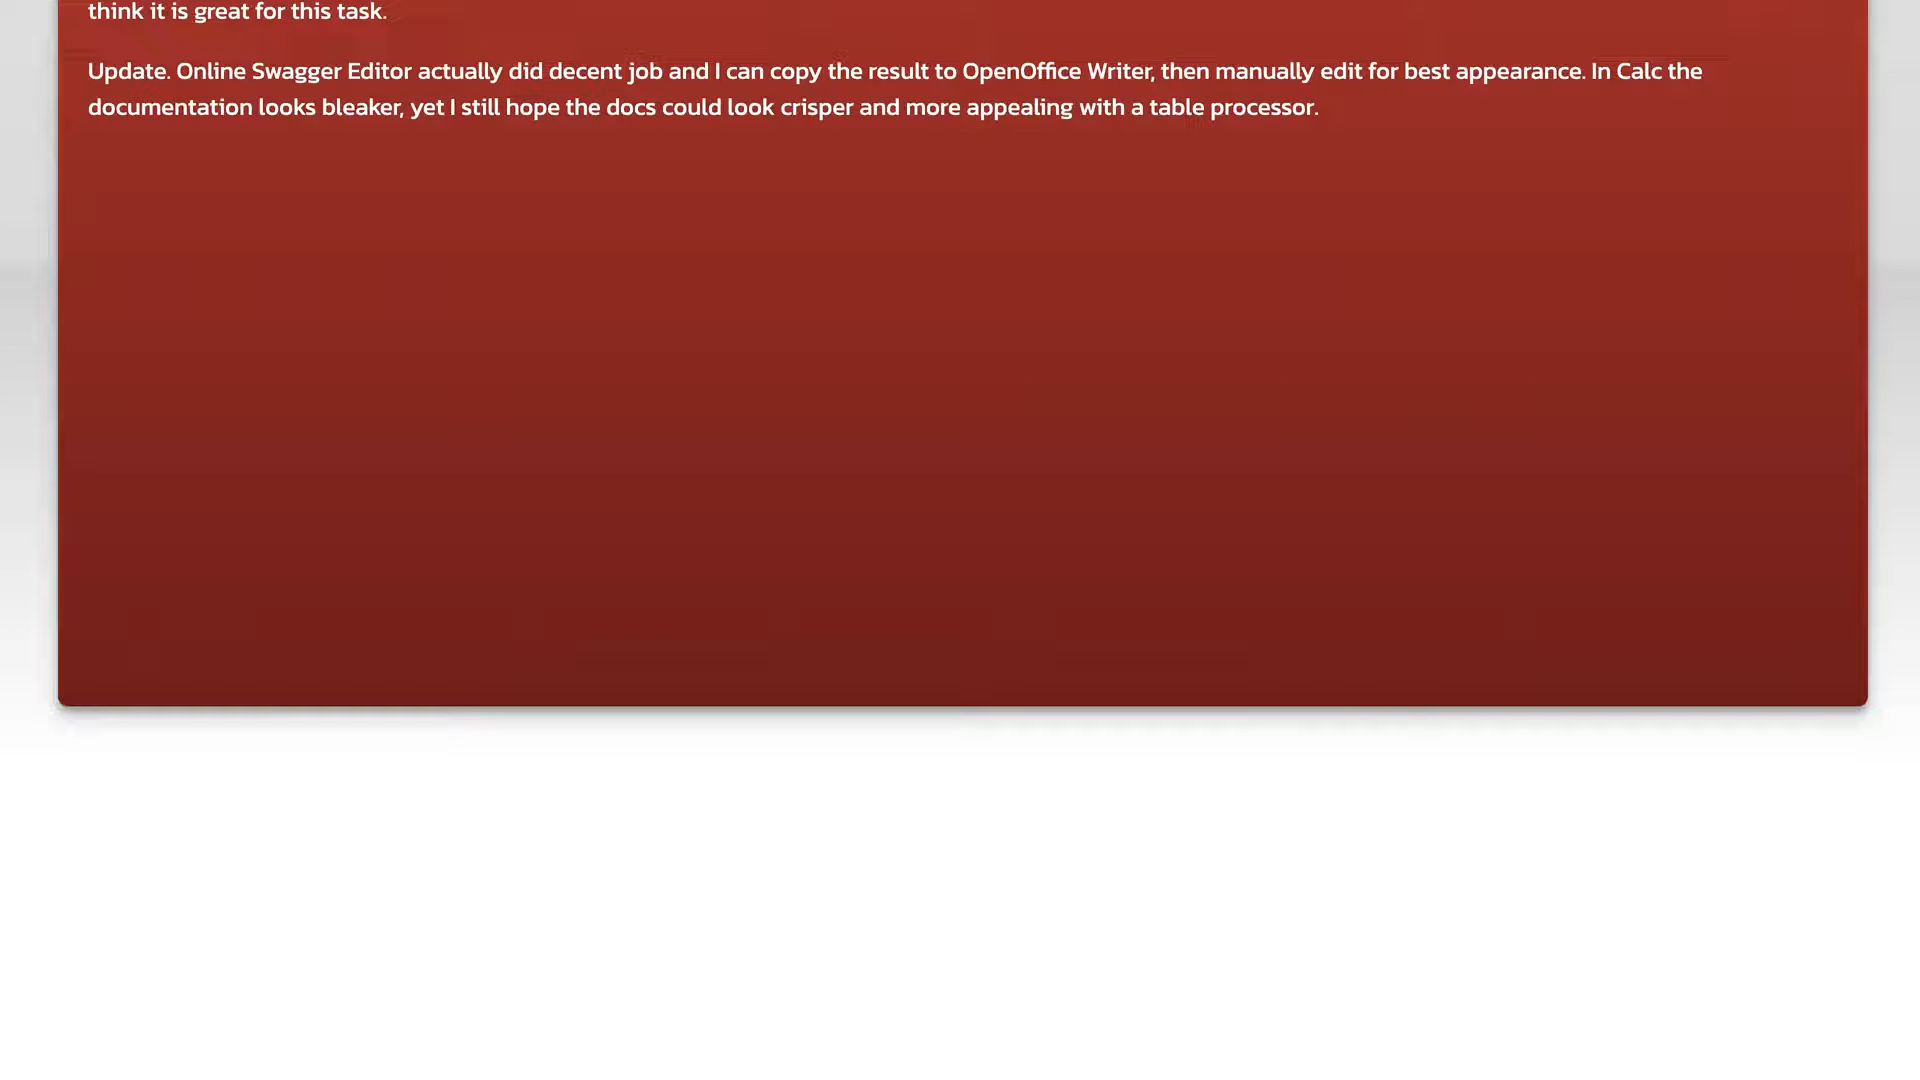 think it is great for this task.
Update. Online Swagger Editor actually did decent job and I can copy the result to OpenOffice Writer, then manually edit for best appearance. In Calc the
documentation looks bleaker, yet I still hope the docs could look crisper and more appealing with a table processor.